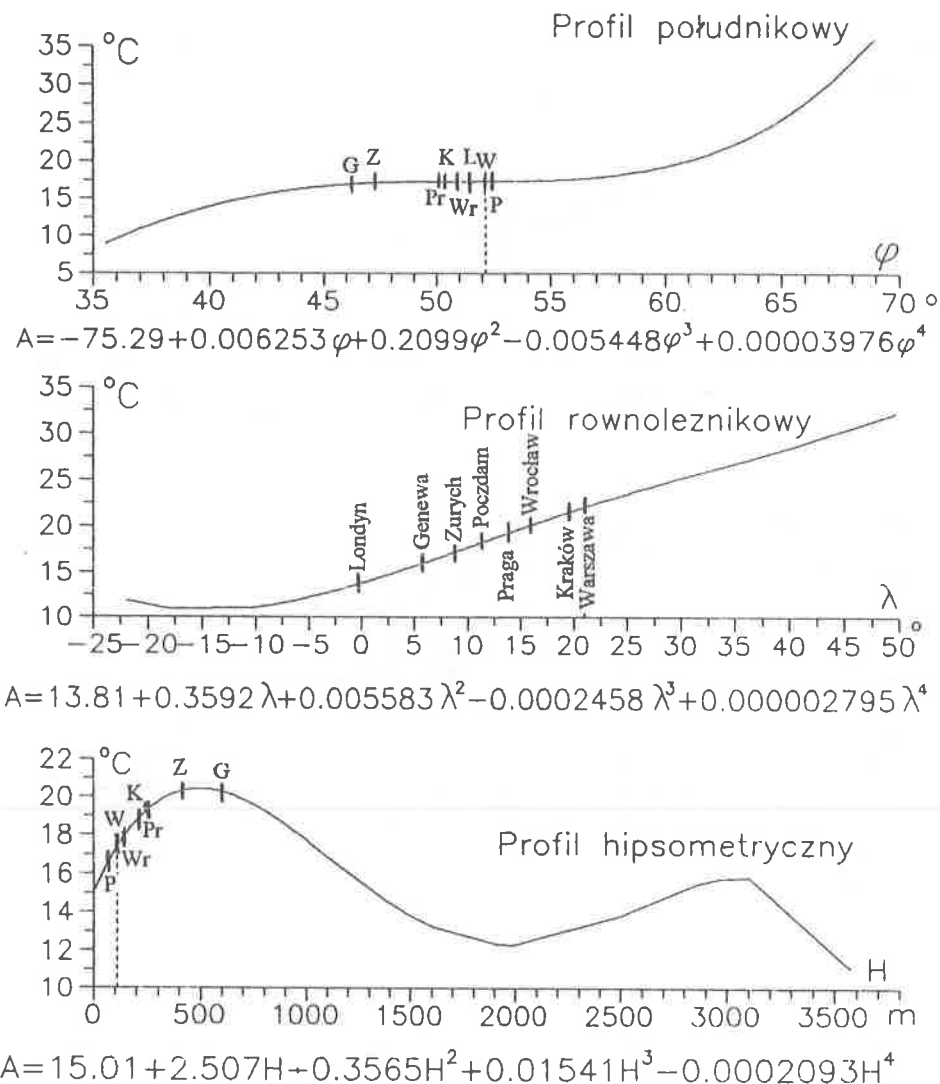 Profil południkowy
°C
35
30
25
20
15
10
5
G Z K L W
Pr Wr P
φ
35 40 45 50 55 60 65 70 °
A=-75.29+0.006253φ+0.2099φ²-0.005448φ³+0.00003976φ⁴
°C
35
30
25
20
15
10
Profil rownoleznikowy
Londyn
Genewa
Zurych
Poczdam
Praga
Wrocław
Kraków
Warszawa
λ
-25 -20 -15 -10 -5 0 5 10 15 20 25 30 35 40 45 50 °
A=13.81+0.3592λ+0.005583λ²-0.0002458λ³+0.000002795λ⁴
°C
22
20
18
16
14
12
10
P W Wr K Pr Z G
Profil hipsometryczny
H
0 500 1000 1500 2000 2500 3000 3500 m
A=15.01+2.507H-0.3565H²+0.01541H³-0.0002093H⁴